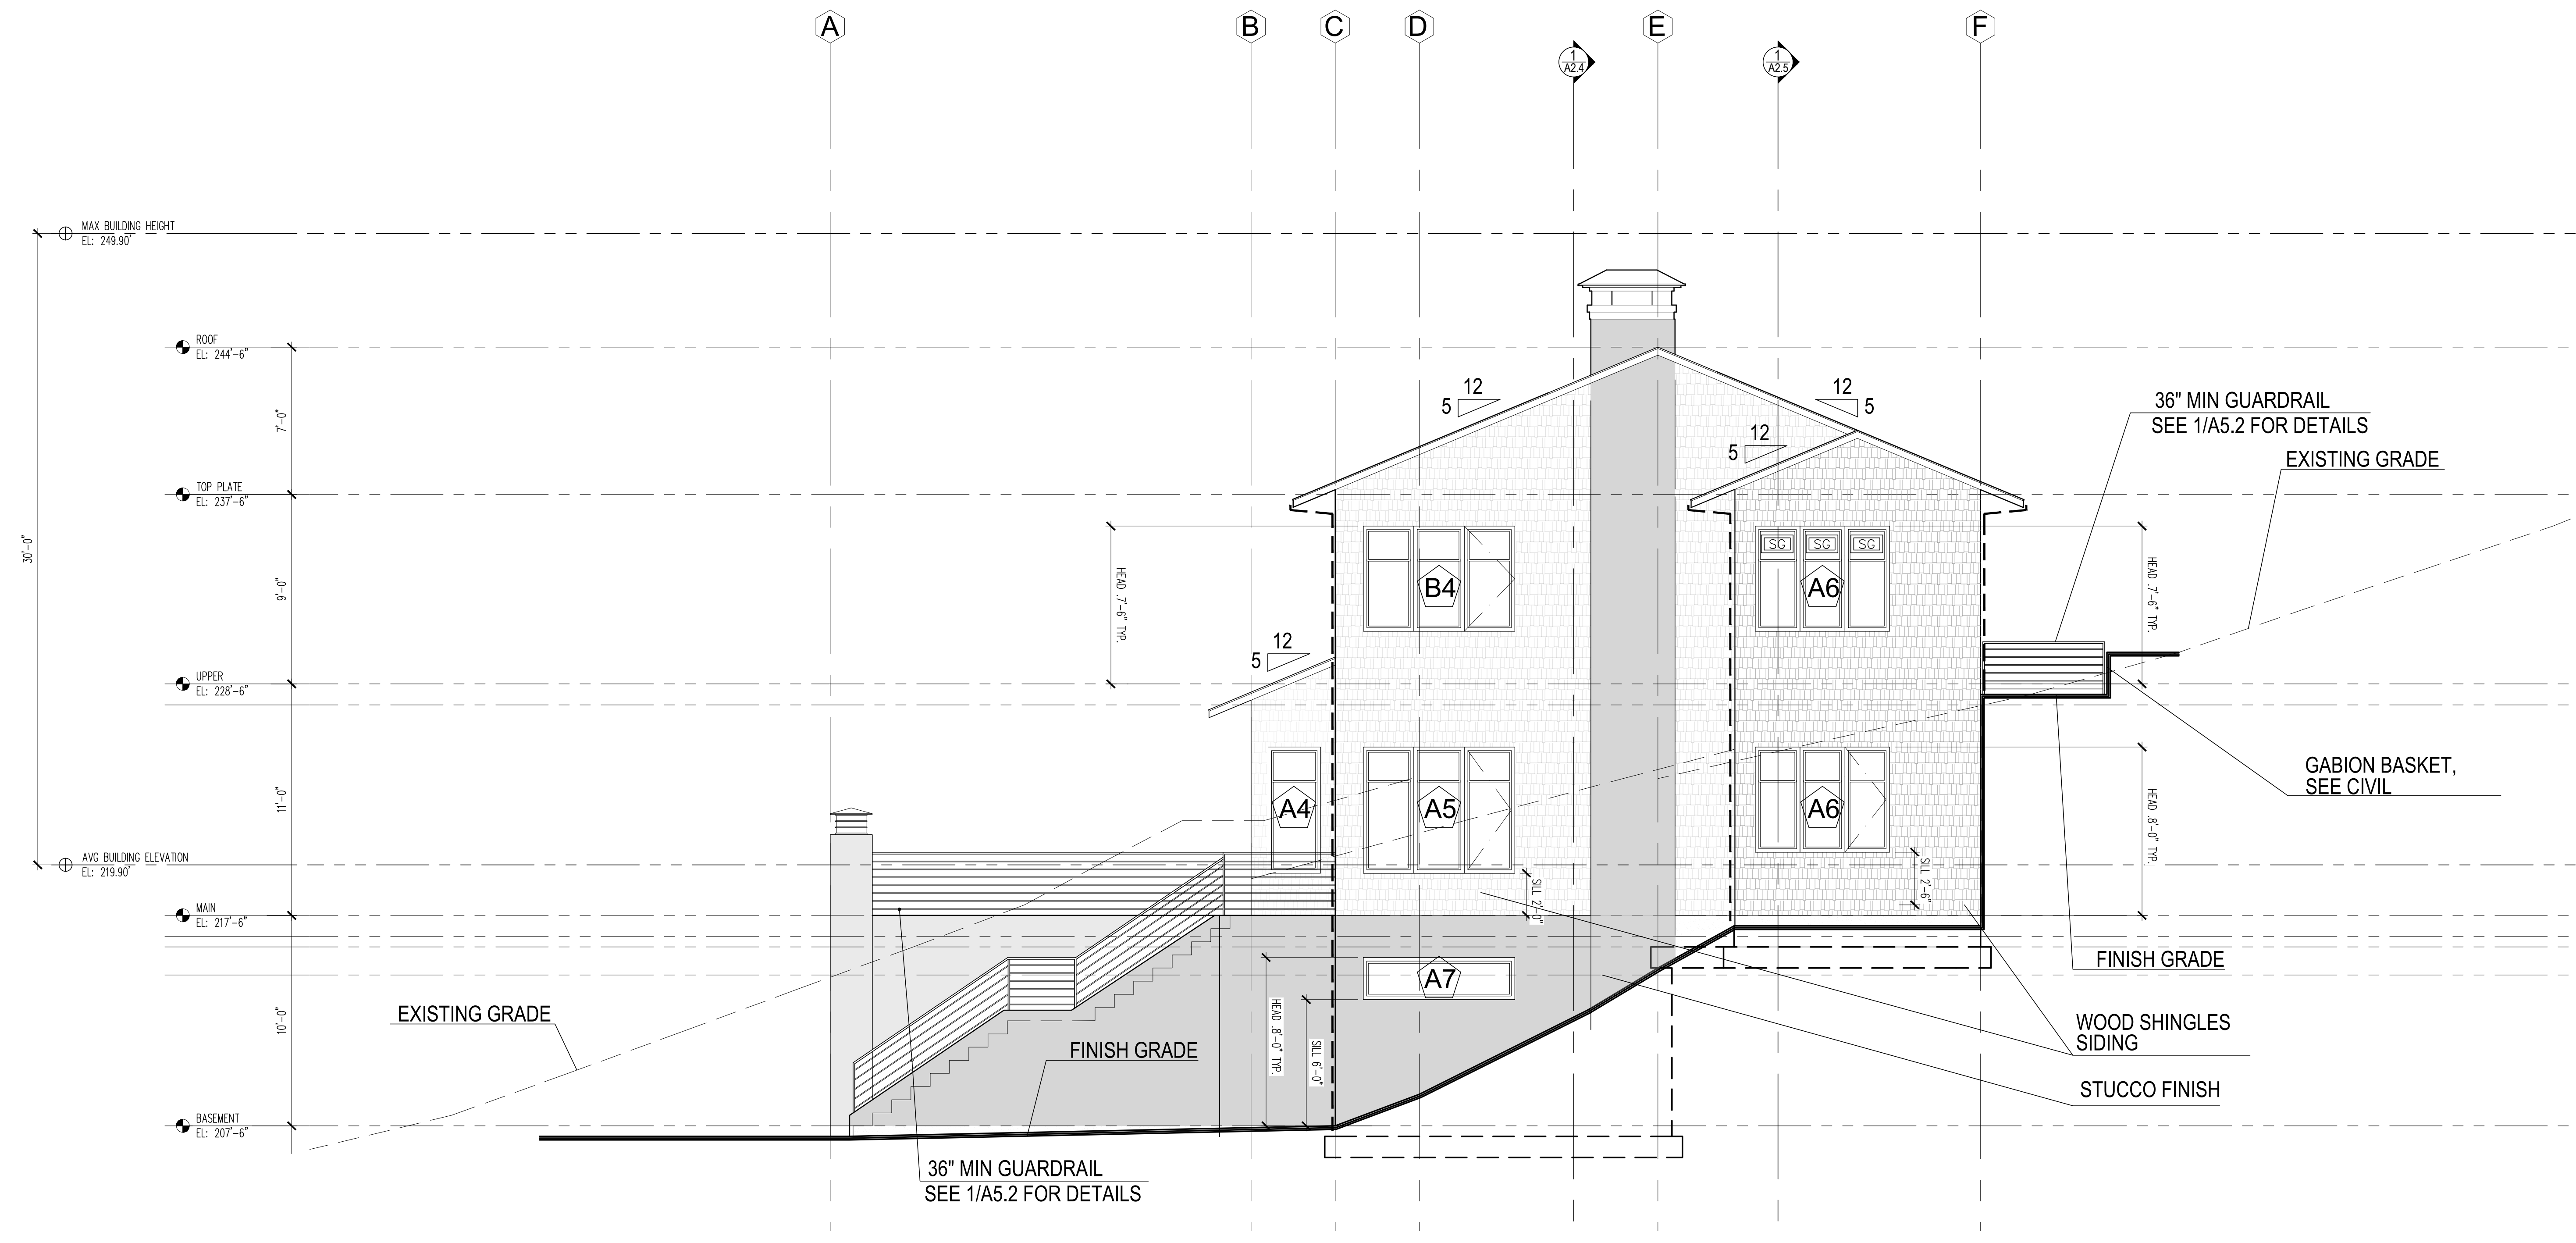 A B C D E F
1
A2.4
1
A2.5
MAX BUILDING HEIGHT
EL: 249.90'
ROOF
EL: 244'-6"
12
5
12
5
36" MIN GUARDRAIL
SEE 1/A5.2 FOR DETAILS
7'-0"
12
5
EXISTING GRADE
TOP PLATE
EL: 237'-6"
30'-0"
SG SG SG
9'-0"
HEAD .7'-6" TYP.
B4
A6
HEAD .7'-6" TYP.
12
5
UPPER
EL: 228'-6"
GABION BASKET,
SEE CIVIL
11'-0"
A4
A5
A6
HEAD .8'-0" TYP.
AVG BUILDING ELEVATION
EL: 219.90'
SILL 2'-0"
SILL 2'-6"
MAIN
EL: 217'-6"
FINISH GRADE
A7
EXISTING GRADE
10'-0"
HEAD .8'-0" TYP.
SILL 6'-0"
WOOD SHINGLES
SIDING
FINISH GRADE
STUCCO FINISH
BASEMENT
EL: 207'-6"
36" MIN GUARDRAIL
SEE 1/A5.2 FOR DETAILS